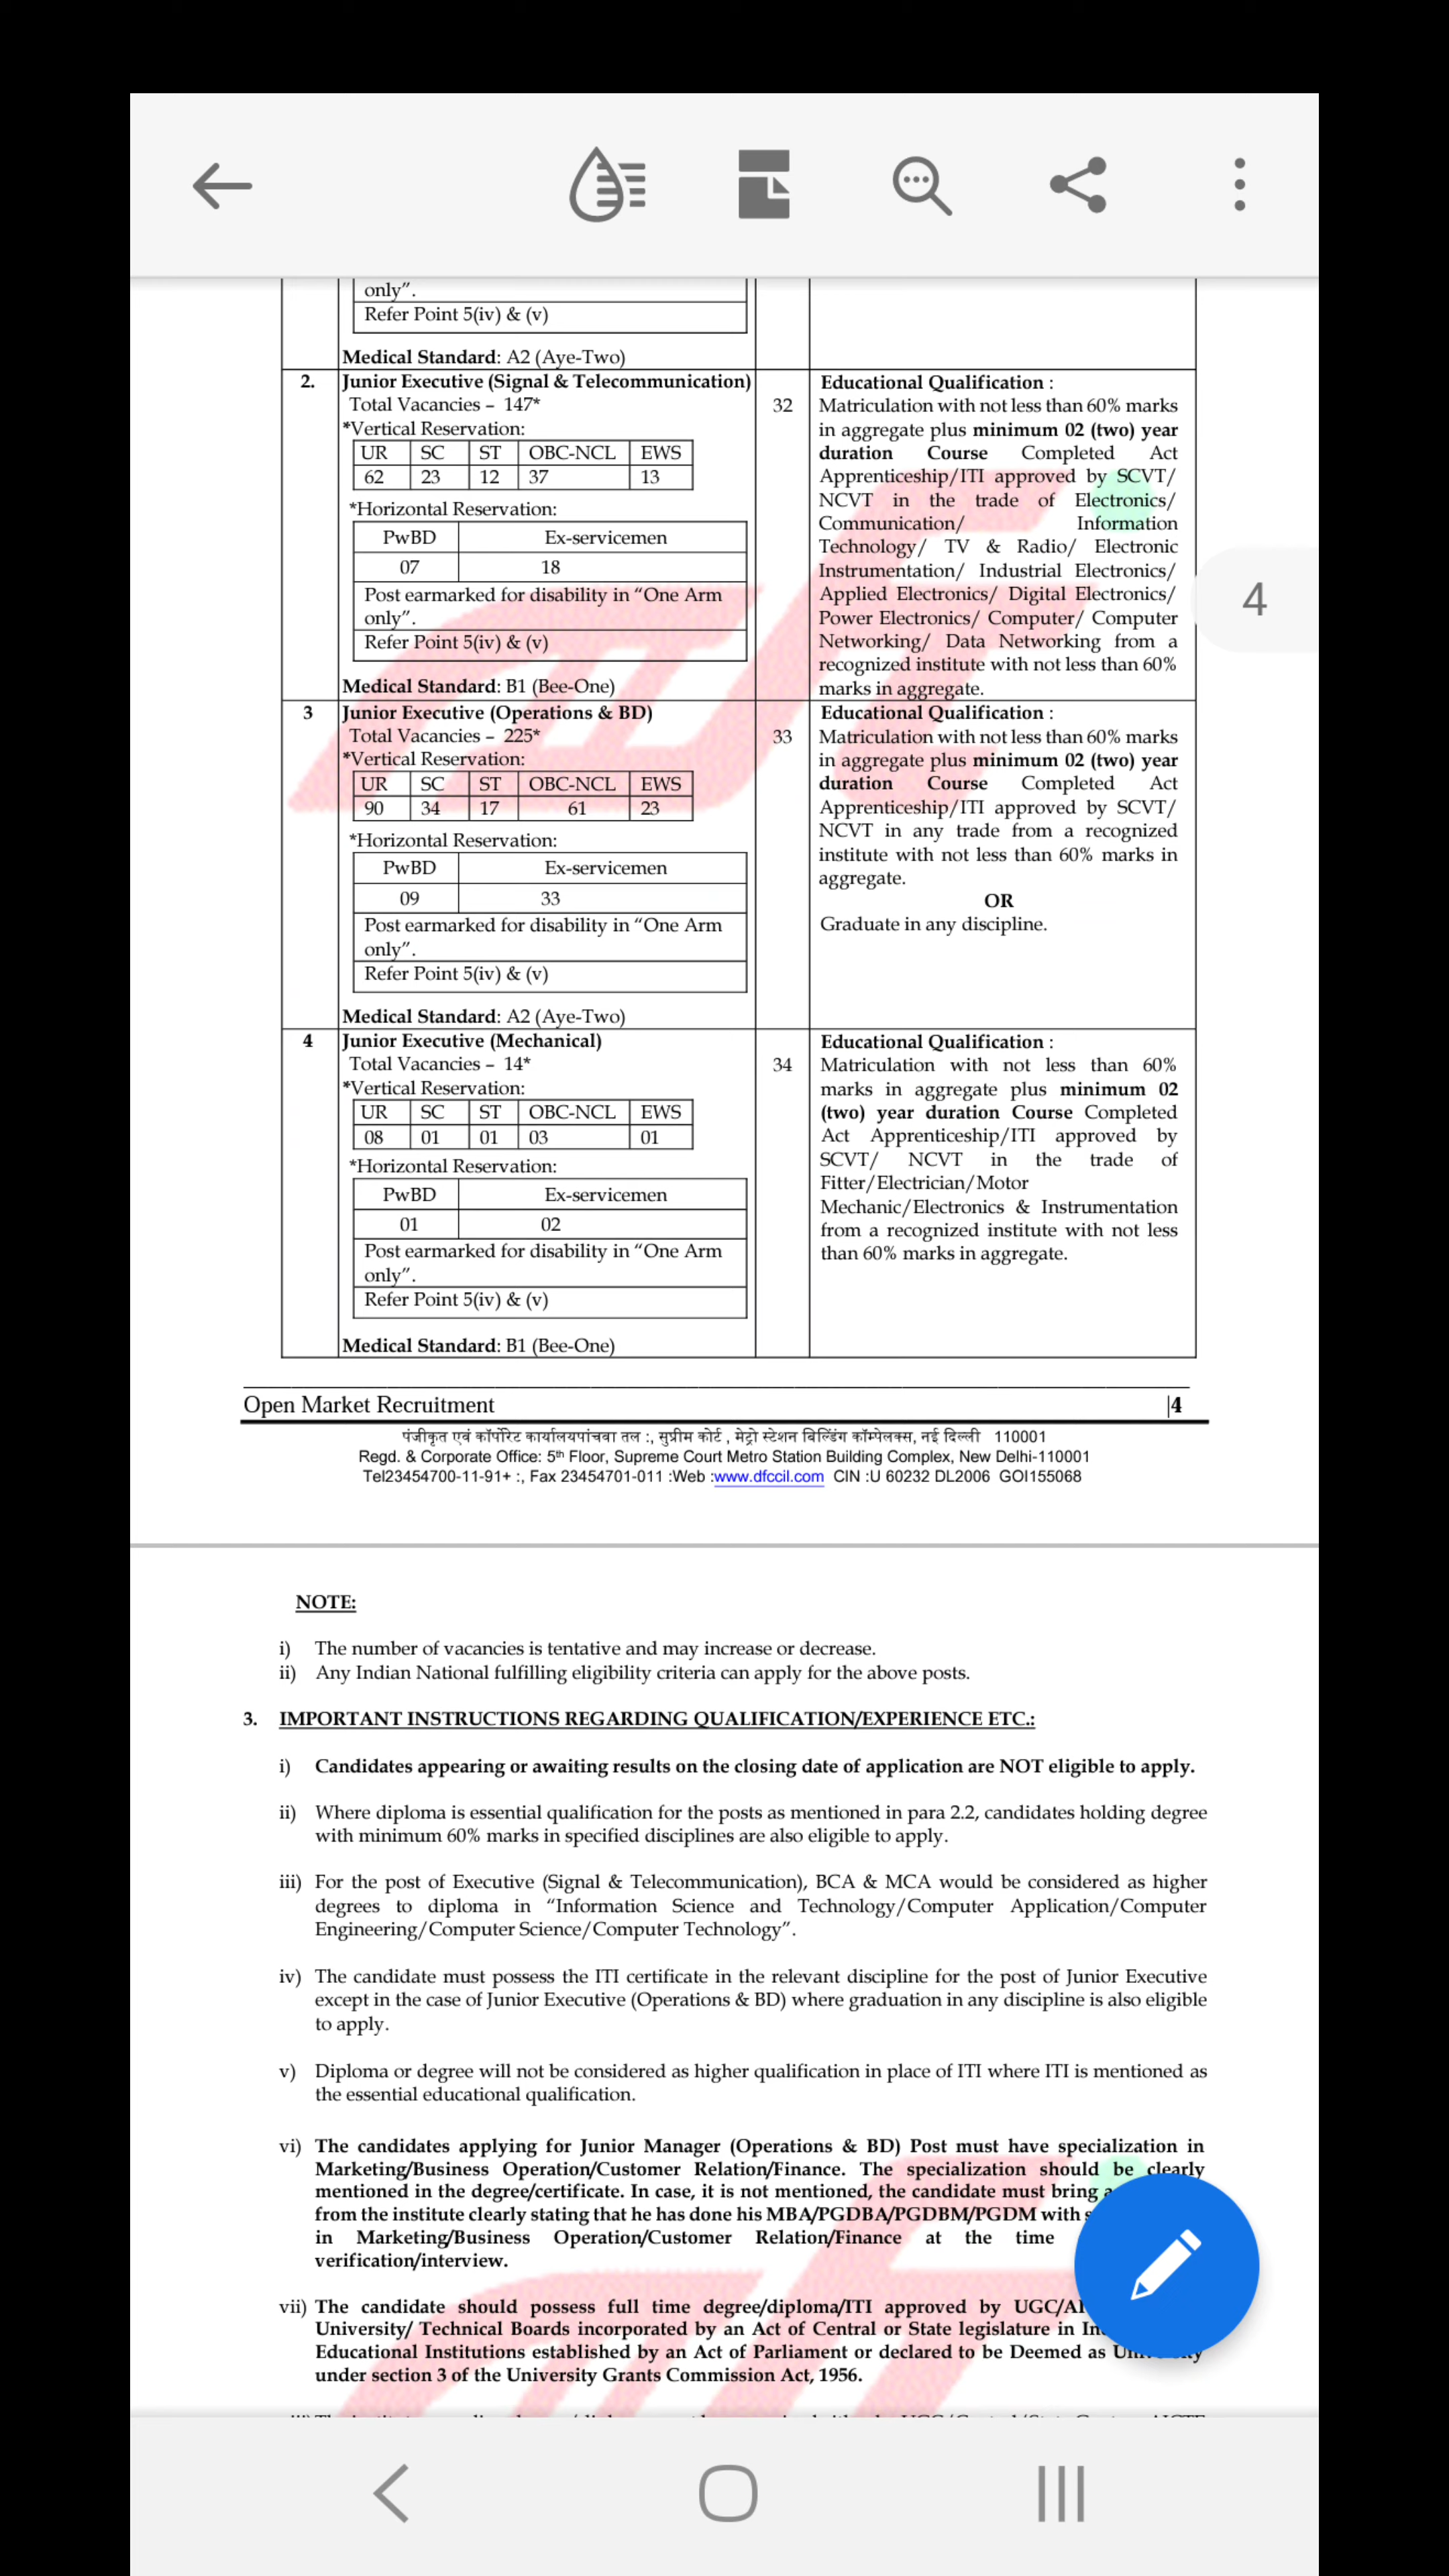 only”.
Refer Point 5(iv) & (v)
Medical Standard: A2 (Aye-Two)
2. Junior Executive (Signal & Telecommunication)
Total Vacancies – 147*
*Vertical Reservation:
UR SC ST OBC-NCL EWS
62 23 12 37 13
*Horizontal Reservation:
PwBD Ex-servicemen
07 18
Post earmarked for disability in “One Arm
only”.
Refer Point 5(iv) & (v)
Medical Standard: B1 (Bee-One)
32
Educational Qualification :
Matriculation with not less than 60% marks
in aggregate plus minimum 02 (two) year
duration Course Completed Act
Apprenticeship/ITI approved by SCVT/
NCVT in the trade of Electronics/
Communication/ Information
Technology/ TV & Radio/ Electronic
Instrumentation/ Industrial Electronics/
Applied Electronics/ Digital Electronics/
Power Electronics/ Computer/ Computer
Networking/ Data Networking from a
recognized institute with not less than 60%
marks in aggregate.
4
3 Junior Executive (Operations & BD)
Total Vacancies – 225*
*Vertical Reservation:
UR SC ST OBC-NCL EWS
90 34 17 61 23
*Horizontal Reservation:
PwBD Ex-servicemen
09 33
Post earmarked for disability in “One Arm
only”.
Refer Point 5(iv) & (v)
Medical Standard: A2 (Aye-Two)
33
Educational Qualification :
Matriculation with not less than 60% marks
in aggregate plus minimum 02 (two) year
duration Course Completed Act
Apprenticeship/ITI approved by SCVT/
NCVT in any trade from a recognized
institute with not less than 60% marks in
aggregate.
OR
Graduate in any discipline.
4 Junior Executive (Mechanical)
Total Vacancies – 14*
*Vertical Reservation:
UR SC ST OBC-NCL EWS
08 01 01 03 01
*Horizontal Reservation:
PwBD Ex-servicemen
01 02
Post earmarked for disability in “One Arm
only”.
Refer Point 5(iv) & (v)
Medical Standard: B1 (Bee-One)
34
Educational Qualification :
Matriculation with not less than 60%
marks in aggregate plus minimum 02
(two) year duration Course Completed
Act Apprenticeship/ITI approved by
SCVT/ NCVT in the trade of
Fitter/Electrician/Motor
Mechanic/Electronics & Instrumentation
from a recognized institute with not less
than 60% marks in aggregate.
Open Market Recruitment |4
पंजीकृत एवं कॉर्पोरेट कार्यालयपांचवा तल :, सुप्रीम कोर्ट , मेट्रो स्टेशन बिल्डिंग कॉम्पेलक्स, नई दिल्ली 110001
Regd. & Corporate Office: 5th Floor, Supreme Court Metro Station Building Complex, New Delhi-110001
Tel23454700-11-91+ :, Fax 23454701-011 :Web :www.dfccil.com CIN :U 60232 DL2006 GOI155068
NOTE:
i) The number of vacancies is tentative and may increase or decrease.
ii) Any Indian National fulfilling eligibility criteria can apply for the above posts.
3. IMPORTANT INSTRUCTIONS REGARDING QUALIFICATION/EXPERIENCE ETC.:
i) Candidates appearing or awaiting results on the closing date of application are NOT eligible to apply.
ii) Where diploma is essential qualification for the posts as mentioned in para 2.2, candidates holding degree
with minimum 60% marks in specified disciplines are also eligible to apply.
iii) For the post of Executive (Signal & Telecommunication), BCA & MCA would be considered as higher
degrees to diploma in “Information Science and Technology/Computer Application/Computer
Engineering/Computer Science/Computer Technology”.
iv) The candidate must possess the ITI certificate in the relevant discipline for the post of Junior Executive
except in the case of Junior Executive (Operations & BD) where graduation in any discipline is also eligible
to apply.
v) Diploma or degree will not be considered as higher qualification in place of ITI where ITI is mentioned as
the essential educational qualification.
vi) The candidates applying for Junior Manager (Operations & BD) Post must have specialization in
Marketing/Business Operation/Customer Relation/Finance. The specialization should be clearly
mentioned in the degree/certificate. In case, it is not mentioned, the candidate must bring a
from the institute clearly stating that he has done his MBA/PGDBA/PGDBM/PGDM with
in Marketing/Business Operation/Customer Relation/Finance at the time
verification/interview.
vii) The candidate should possess full time degree/diploma/ITI approved by
University/ Technical Boards incorporated by an Act of Central or State legislature in
Educational Institutions established by an Act of Parliament or declared to be Deemed as
under section 3 of the University Grants Commission Act, 1956.